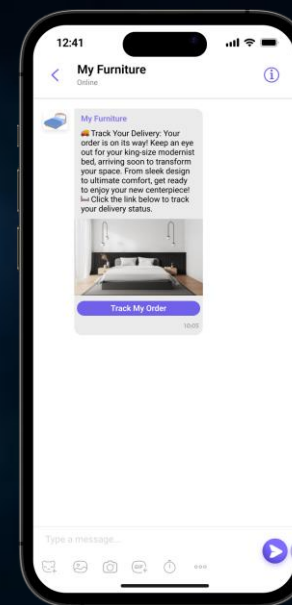 12:41
My Furniture
Online
My Furniture
🚚 Track Your Delivery: Your
order is on its way! Keep an eye
out for your king-size modernist
bed, arriving soon to transform
your space. From sleek design
to ultimate comfort, get ready
to enjoy your new centerpiece!
🛏️ Click the link below to track
your delivery status.
Track My Order
16:05
Type a message...
GIF